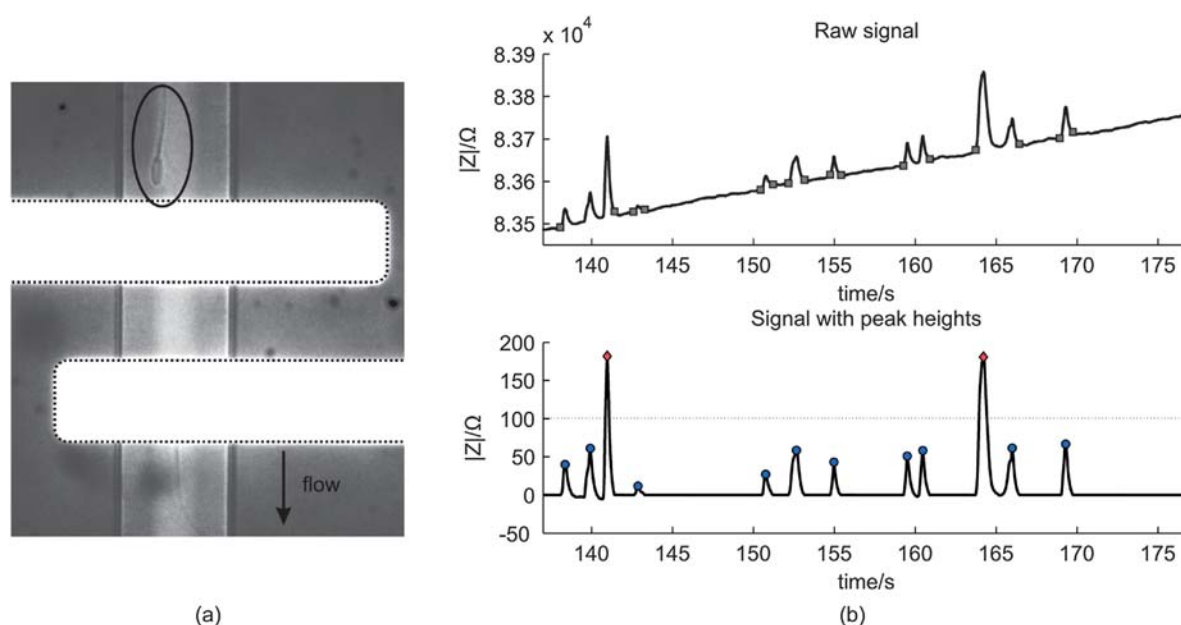 flow
(a)
Raw signal
x 10⁴
8.39
8.38
8.37
8.36
8.35
|Z|/Ω
140 145 150 155 160 165 170 175
time/s
Signal with peak heights
200
150
100
50
0
-50
|Z|/Ω
140 145 150 155 160 165 170 175
time/s
(b)